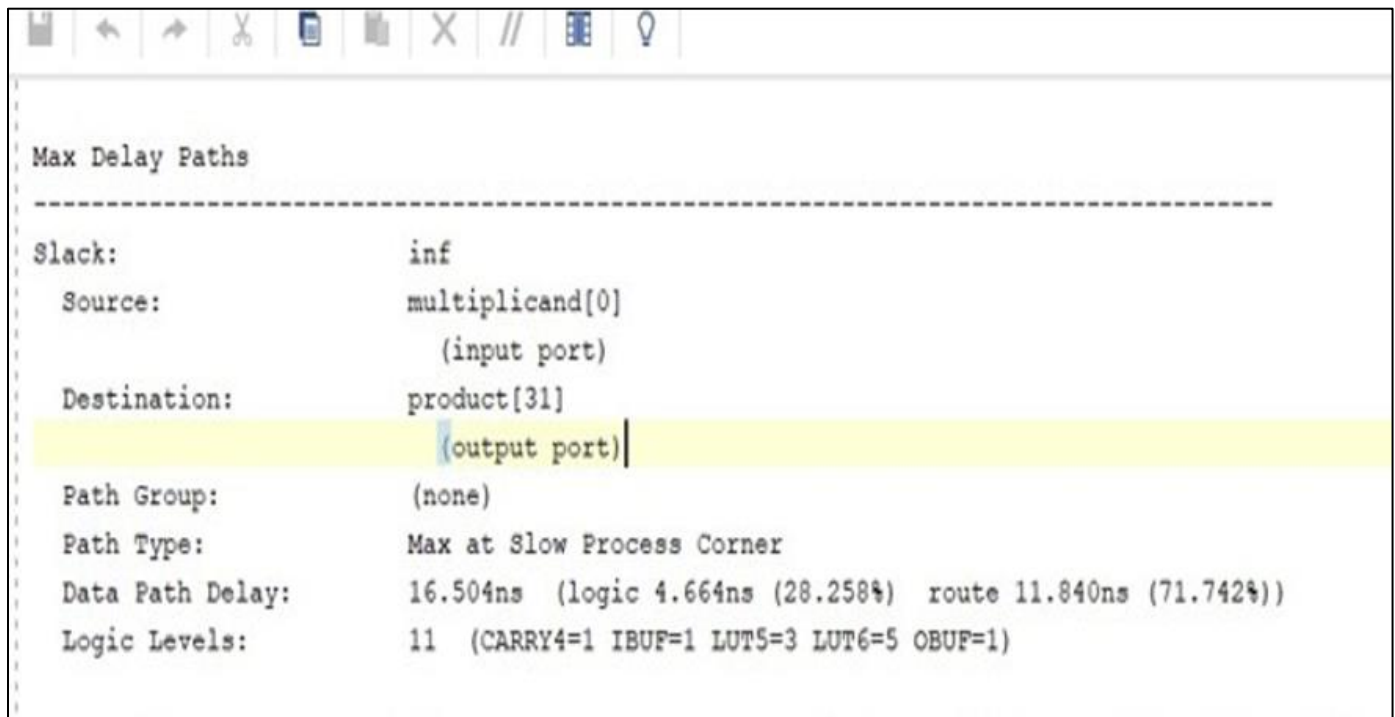 Max Delay Paths
--------------------------------------------------------------------------------------
Slack: inf
Source: multiplicand[0]
(input port)
Destination: product[31]
(output port)
Path Group: (none)
Path Type: Max at Slow Process Corner
Data Path Delay: 16.504ns (logic 4.664ns (28.258%) route 11.840ns (71.742%))
Logic Levels: 11 (CARRY4=1 IBUF=1 LUT5=3 LUT6=5 OBUF=1)